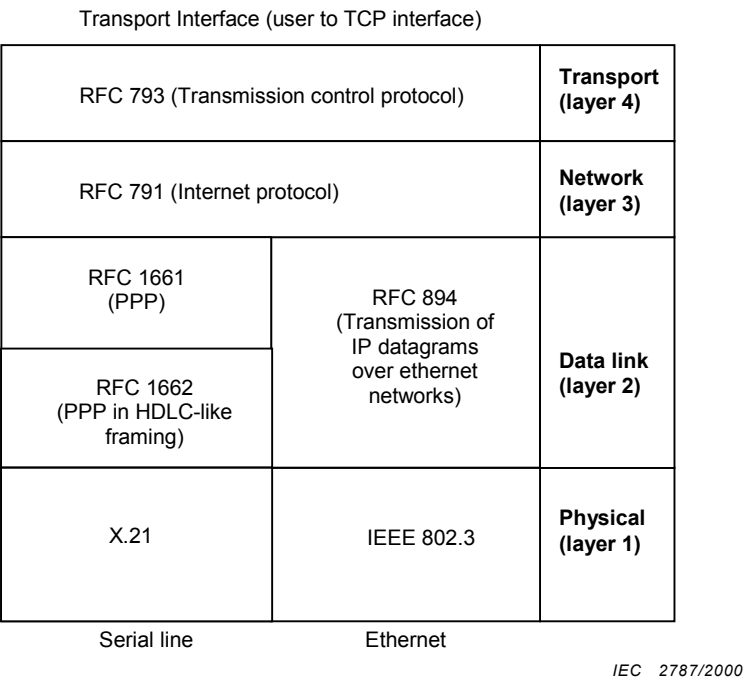 Transport Interface (user to TCP interface)
RFC 793 (Transmission control protocol)
Transport
(layer 4)
RFC 791 (Internet protocol)
Network
(layer 3)
RFC 1661
(PPP)
RFC 1662
(PPP in HDLC-like
framing)
RFC 894
(Transmission of
IP datagrams
over ethernet
networks)
Data link
(layer 2)
X.21
IEEE 802.3
Physical
(layer 1)
Serial line
Ethernet
IEC 2787/2000